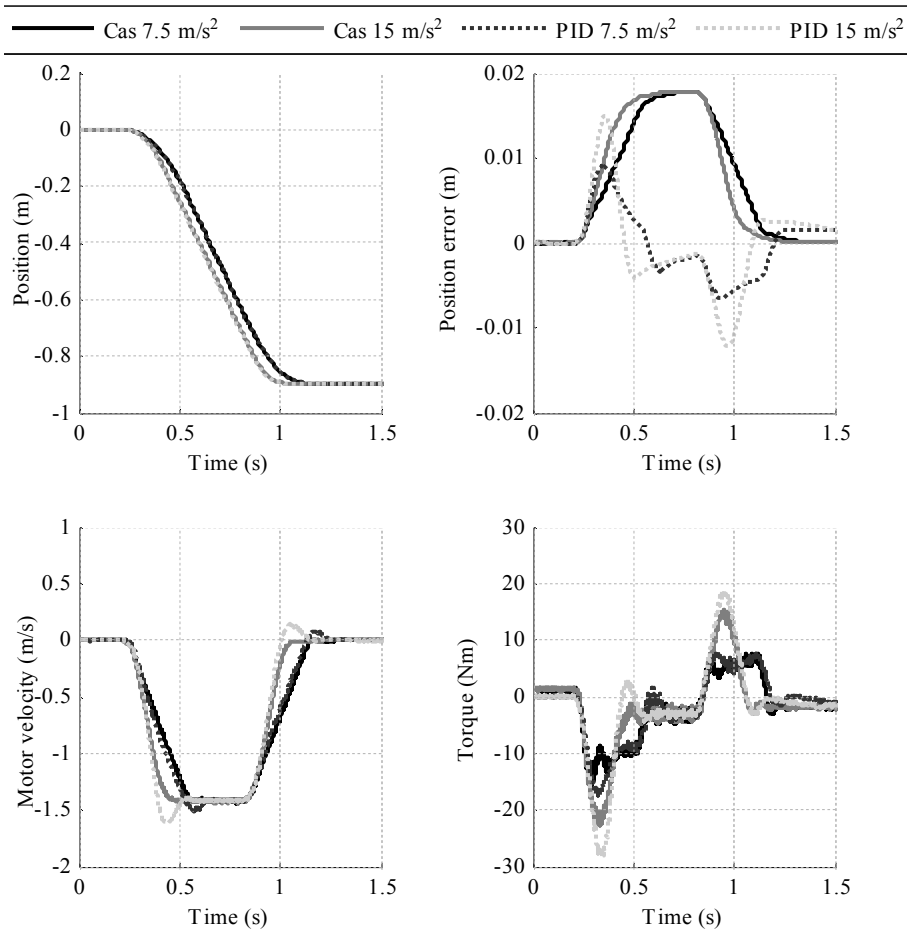 Cas 7.5 m/s² Cas 15 m/s² PID 7.5 m/s² PID 15 m/s²
0.2
0
-0.2
-0.4
-0.6
-0.8
-1
0 0.5 1 1.5
Time (s)
Position (m)
0.02
0.01
0
-0.01
-0.02
0 0.5 1 1.5
Time (s)
Position error (m)
1
0.5
0
-0.5
-1
-1.5
-2
0 0.5 1 1.5
Time (s)
Motor velocity (m/s)
30
20
10
0
-10
-20
-30
0 0.5 1 1.5
Time (s)
Torque (Nm)